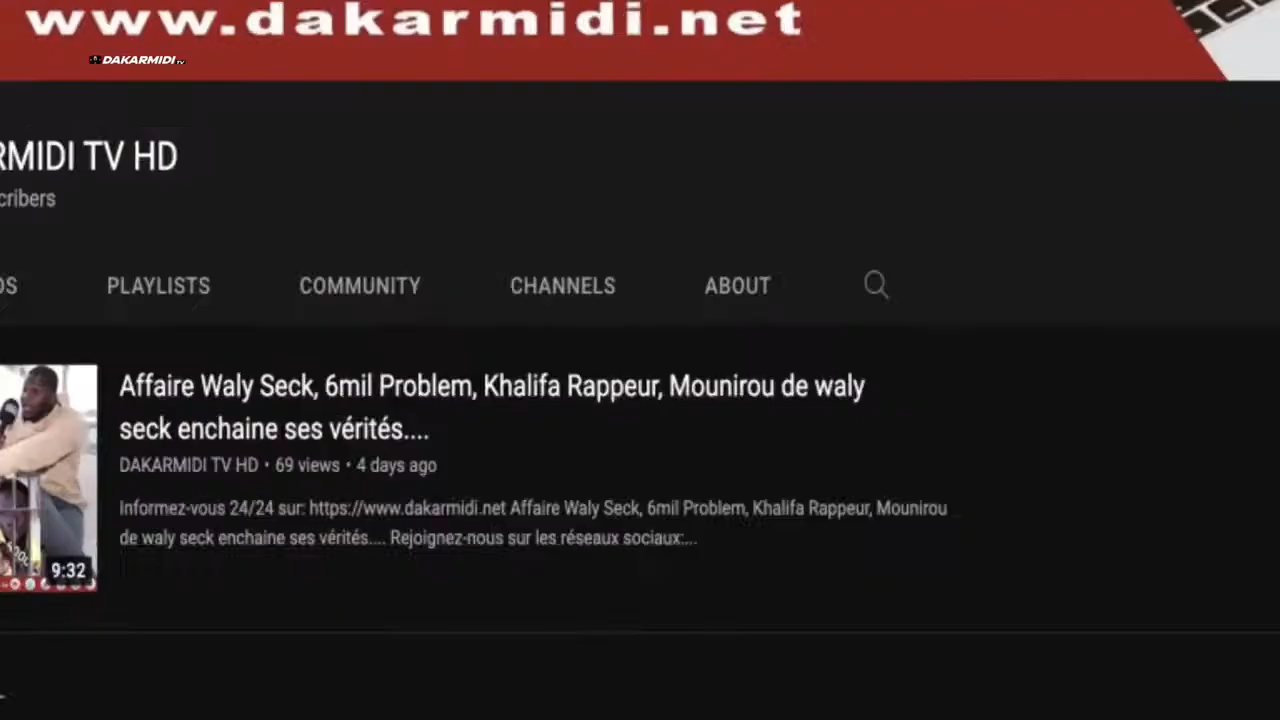 www.dakarmidi.net
DAKARMIDI TV
RMIDI TV HD
cribers
OS
PLAYLISTS
COMMUNITY
CHANNELS
ABOUT
Affaire Waly Seck, 6mil Problem, Khalifa Rappeur, Mounirou de waly
seck enchaine ses vérités....
DAKARMIDI TV HD • 69 views • 4 days ago
Informez-vous 24/24 sur: https://www.dakarmidi.net Affaire Waly Seck, 6mil Problem, Khalifa Rappeur, Mounirou
de waly seck enchaine ses vérités.... Rejoignez-nous sur les réseaux sociaux:...
9:32